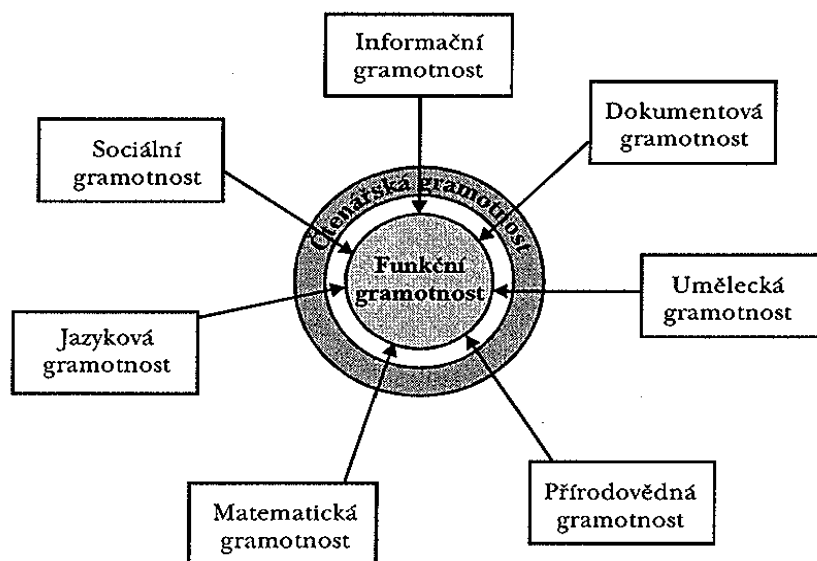 Informační
gramotnost
Dokumentová
gramotnost
Sociální
gramotnost
Čtenářská gramotnost
Funkční
gramotnost
Umělecká
gramotnost
Jazyková
gramotnost
Přírodovědná
gramotnost
Matematická
gramotnost